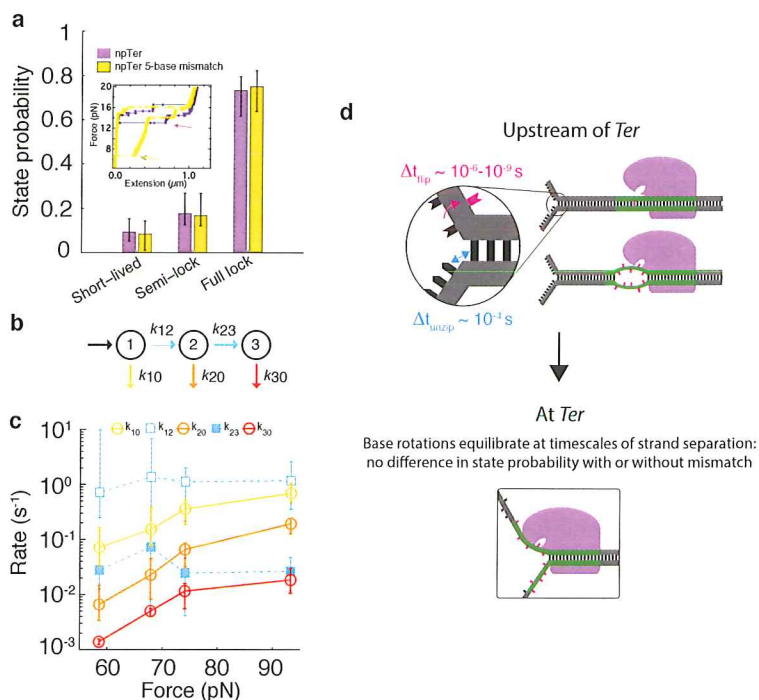 a
1
0.8
0.6
0.4
0.2
0
State probability
npTer
npTer 5-base mismatch
20
16
12
8
4
Force (pN)
0.0
1.0
Extension (μm)
Short–lived
Semi–lock
Full lock
b
k12
k23
1
2
3
k10
k20
k30
c
10¹
10⁰
10⁻¹
10⁻²
10⁻³
Rate (s⁻¹)
k10
k12
k20
k23
k30
60
70
80
90
Force (pN)
d
Upstream of Ter
Δtflip ~ 10⁻⁶-10⁻⁹ s
Δtunzip ~ 10⁻¹ s
At Ter
Base rotations equilibrate at timescales of strand separation:
no difference in state probability with or without mismatch